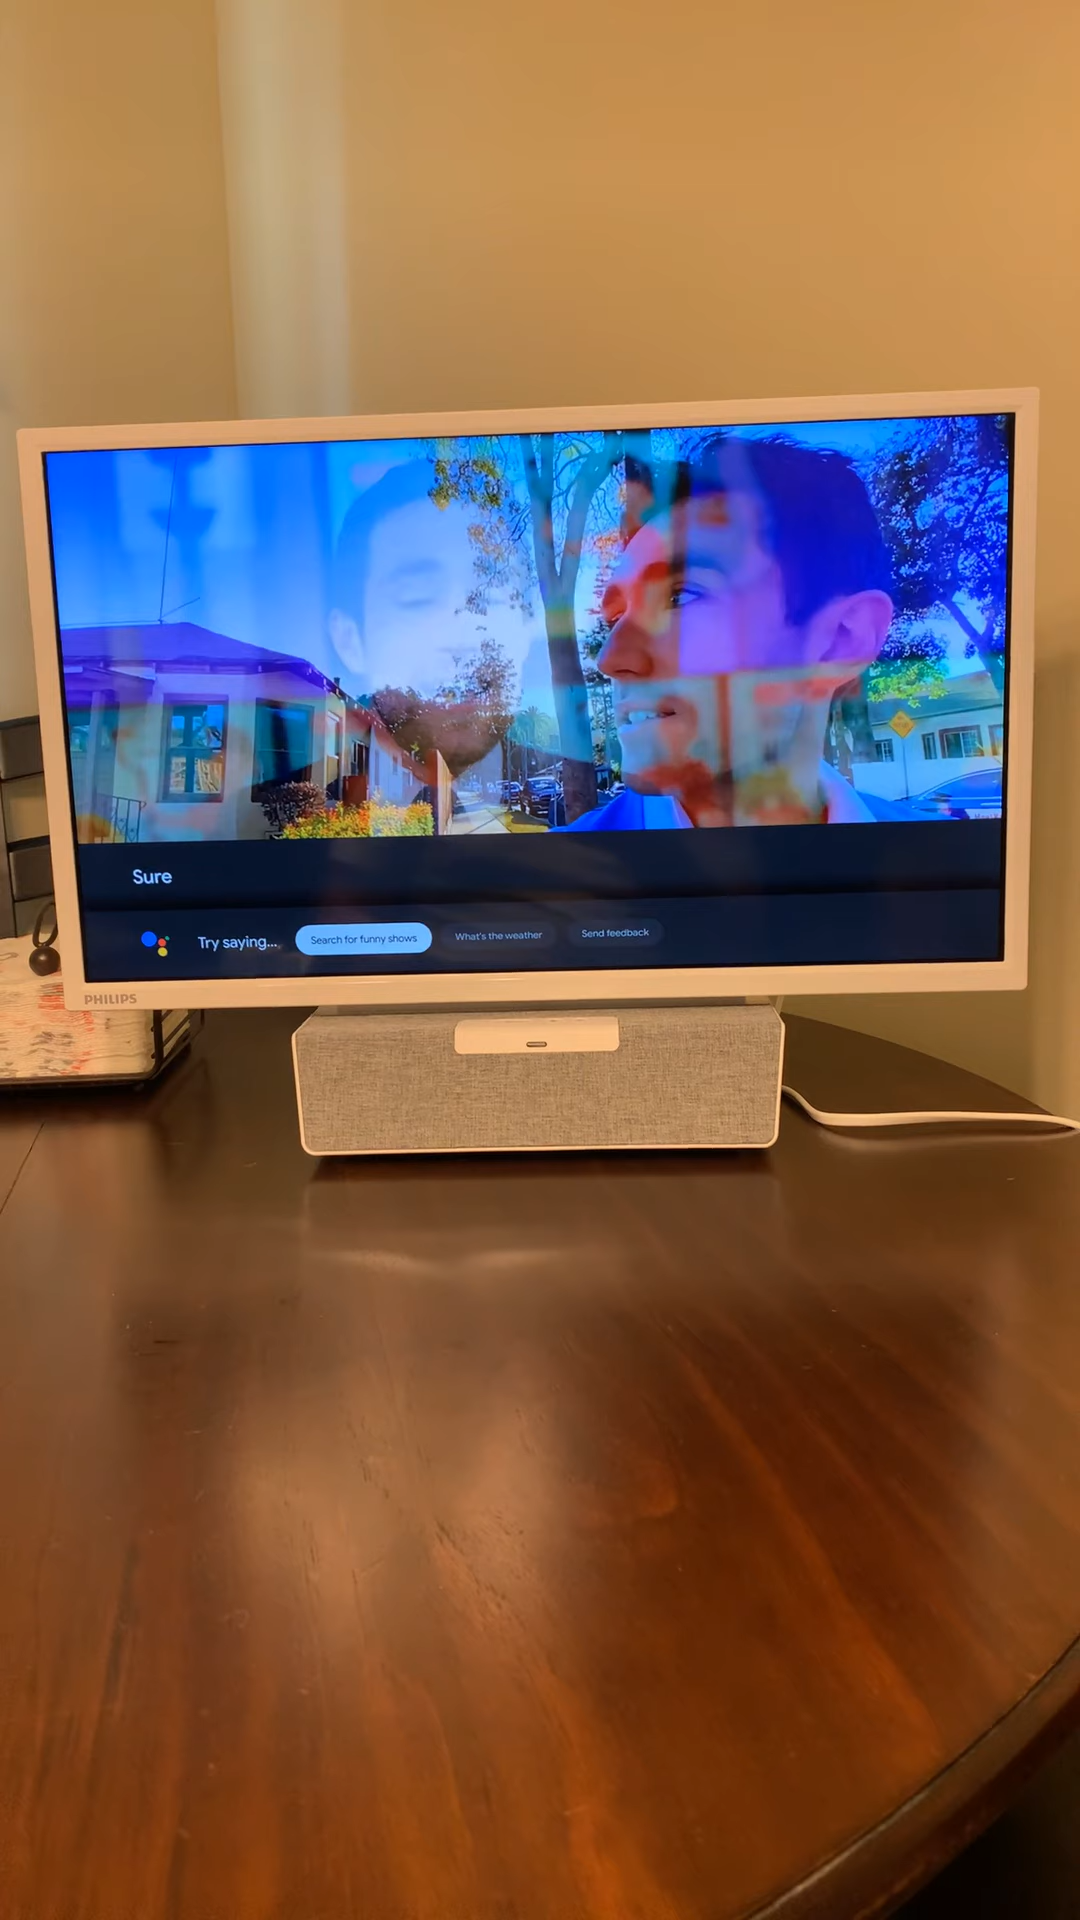 Sure
Try saying... Search for funny shows What's the weather Send feedback
PHILIPS